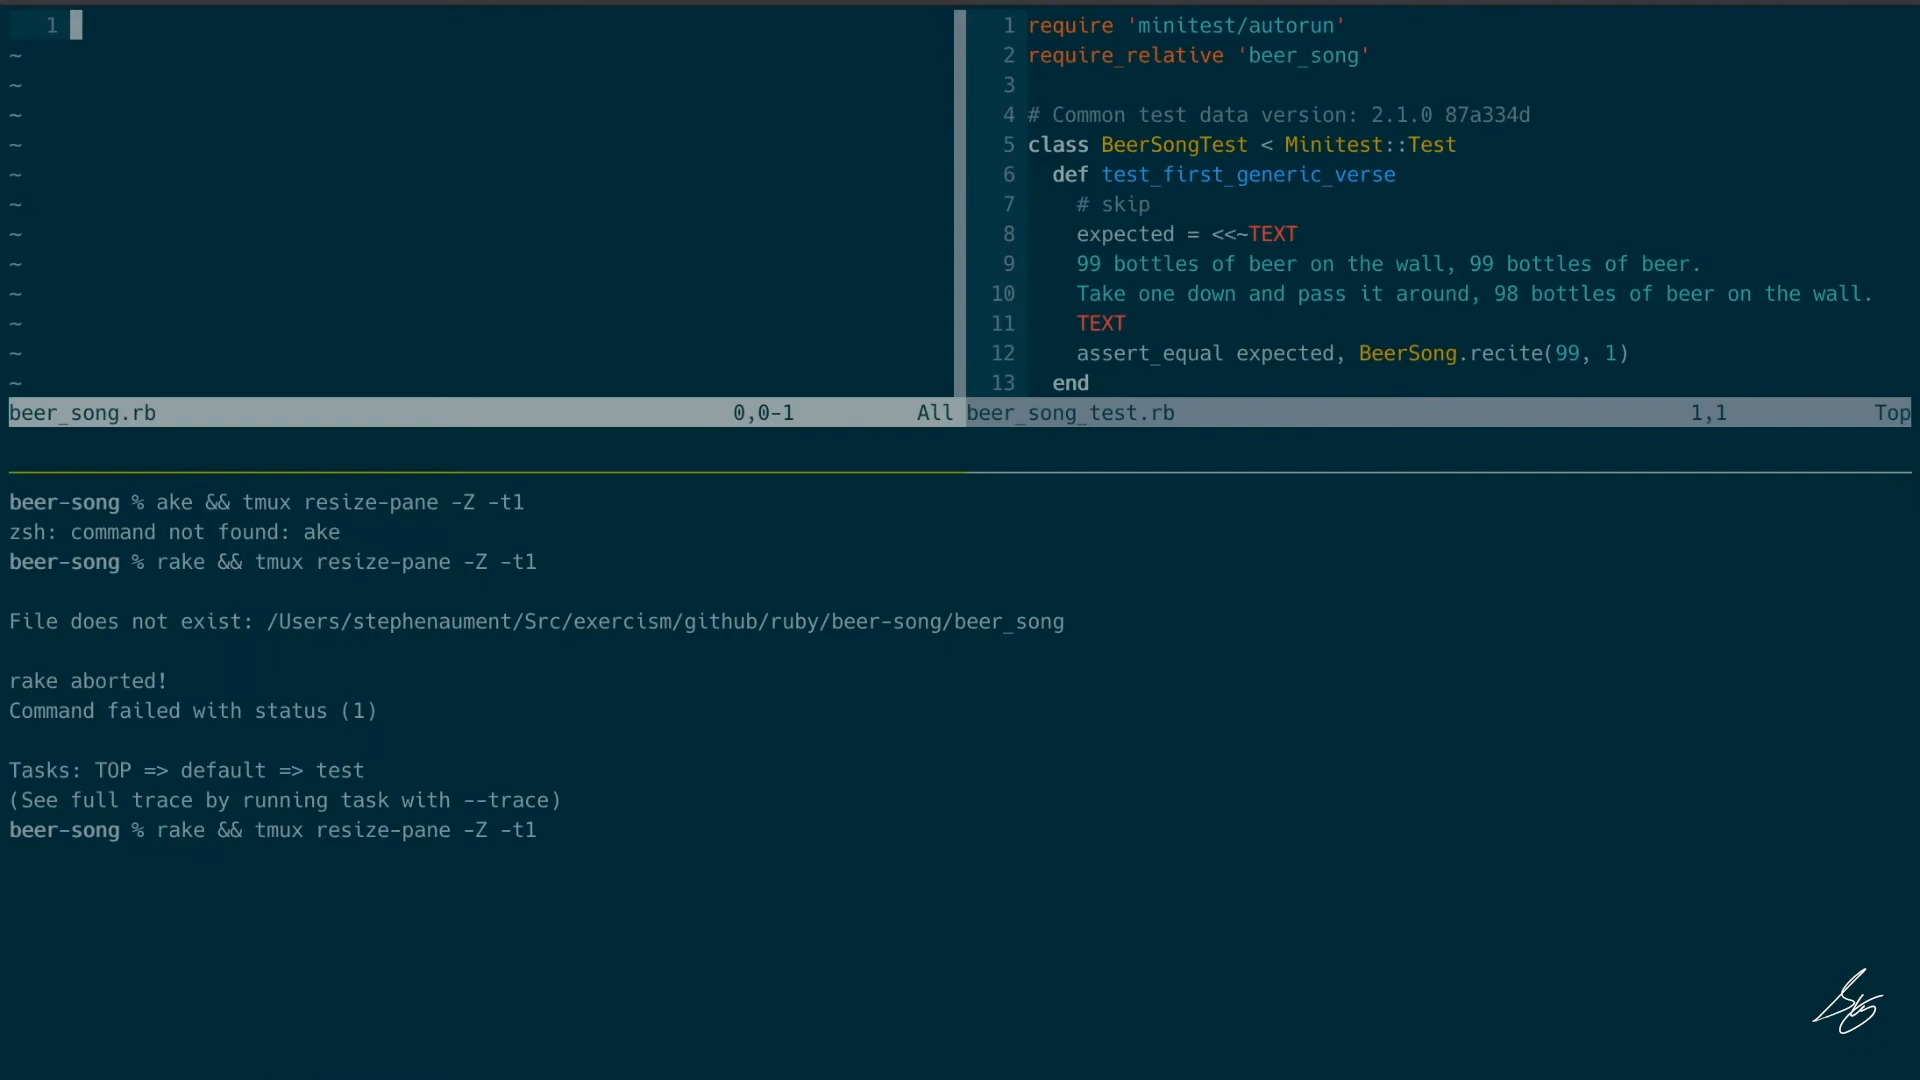 1
~
~
~
~
~
~
~
~
~
~
~
~
beer_song.rb 0,0-1 All
1 require 'minitest/autorun'
2 require_relative 'beer_song'
3
4 # Common test data version: 2.1.0 87a334d
5 class BeerSongTest < Minitest::Test
6 def test_first_generic_verse
7 # skip
8 expected = <<~TEXT
9 99 bottles of beer on the wall, 99 bottles of beer.
10 Take one down and pass it around, 98 bottles of beer on the wall.
11 TEXT
12 assert_equal expected, BeerSong.recite(99, 1)
13 end
beer_song_test.rb 1,1 Top
beer-song % ake && tmux resize-pane -Z -t1
zsh: command not found: ake
beer-song % rake && tmux resize-pane -Z -t1
File does not exist: /Users/stephenaument/Src/exercism/github/ruby/beer-song/beer_song
rake aborted!
Command failed with status (1)
Tasks: TOP => default => test
(See full trace by running task with --trace)
beer-song % rake && tmux resize-pane -Z -t1